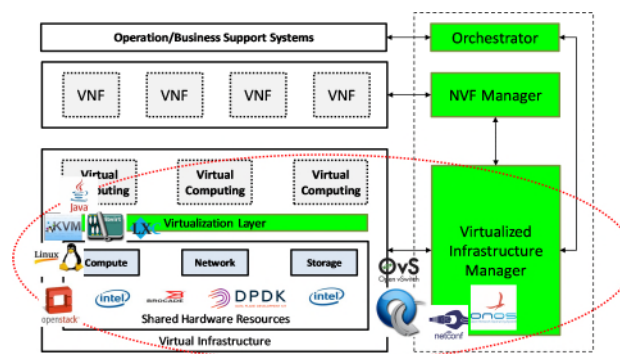 Operation/Business Support Systems
Orchestrator
VNF
VNF
VNF
VNF
NVF Manager
Virtual
Computing
Virtual
Computing
Virtual
Computing
Java
Virtualization Layer
KVM
LXC
Virtualized
Infrastructure
Manager
Linux
Compute
Network
Storage
OvS
Open vSwitch
openstack
intel
BROCADE
DPDK
intel
Shared Hardware Resources
netconf
onos
Virtual Infrastructure